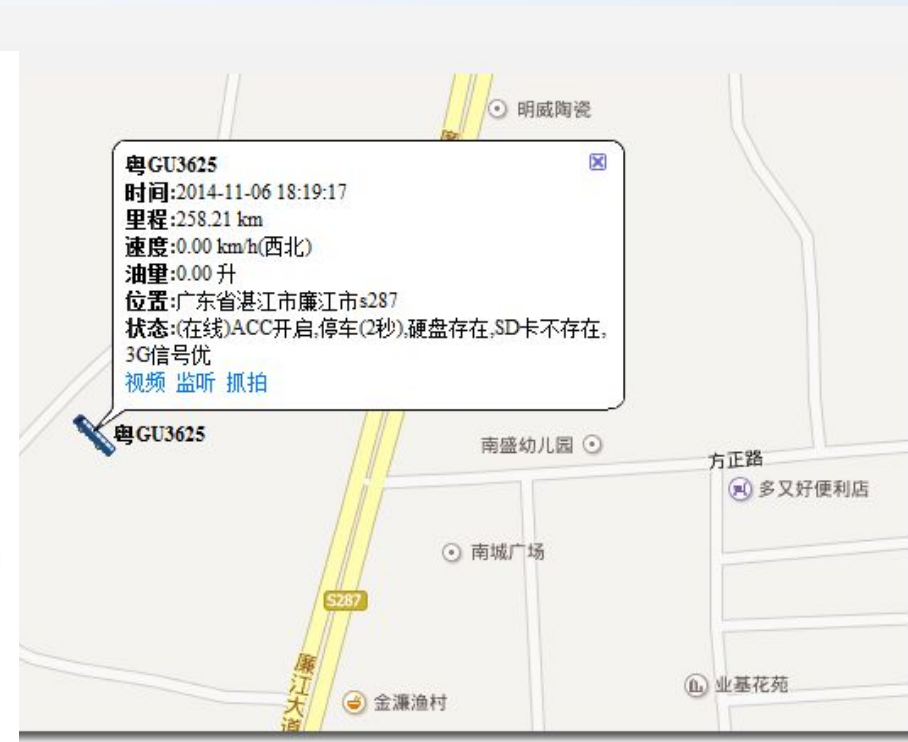 明威陶瓷
粤GU3625
时间:2014-11-06 18:19:17
里程:258.21 km
速度:0.00 km/h(西北)
油量:0.00 升
位置:广东省湛江市廉江市s287
状态:(在线)ACC开启,停车(2秒),硬盘存在,SD卡不存在,
3G信号优
视频 监听 抓拍
粤GU3625
南盛幼儿园
方正路
多又好便利店
南城广场
S287
廉江大道
业基花苑
金濂渔村